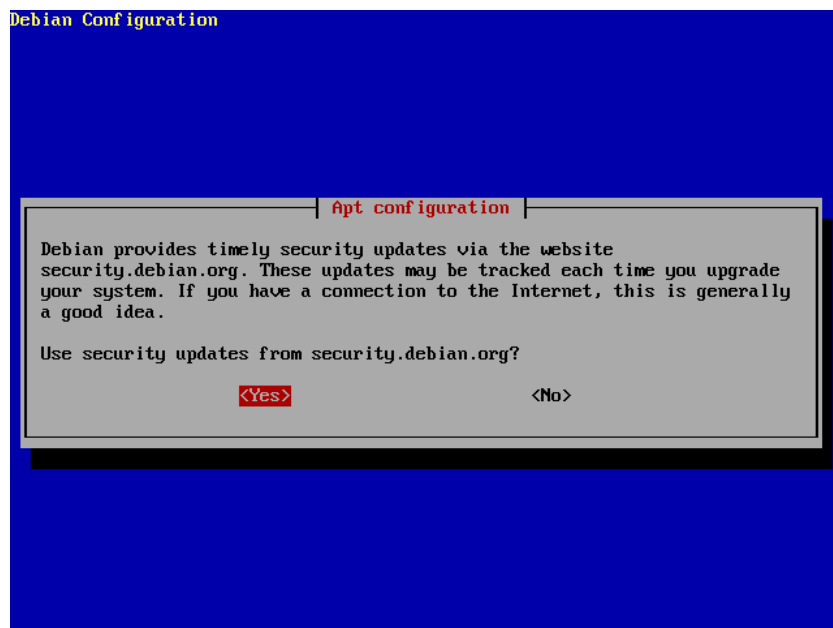 Debian Configuration
Apt configuration
Debian provides timely security updates via the website
security.debian.org. These updates may be tracked each time you upgrade
your system. If you have a connection to the Internet, this is generally
a good idea.
Use security updates from security.debian.org?
<Yes> <No>